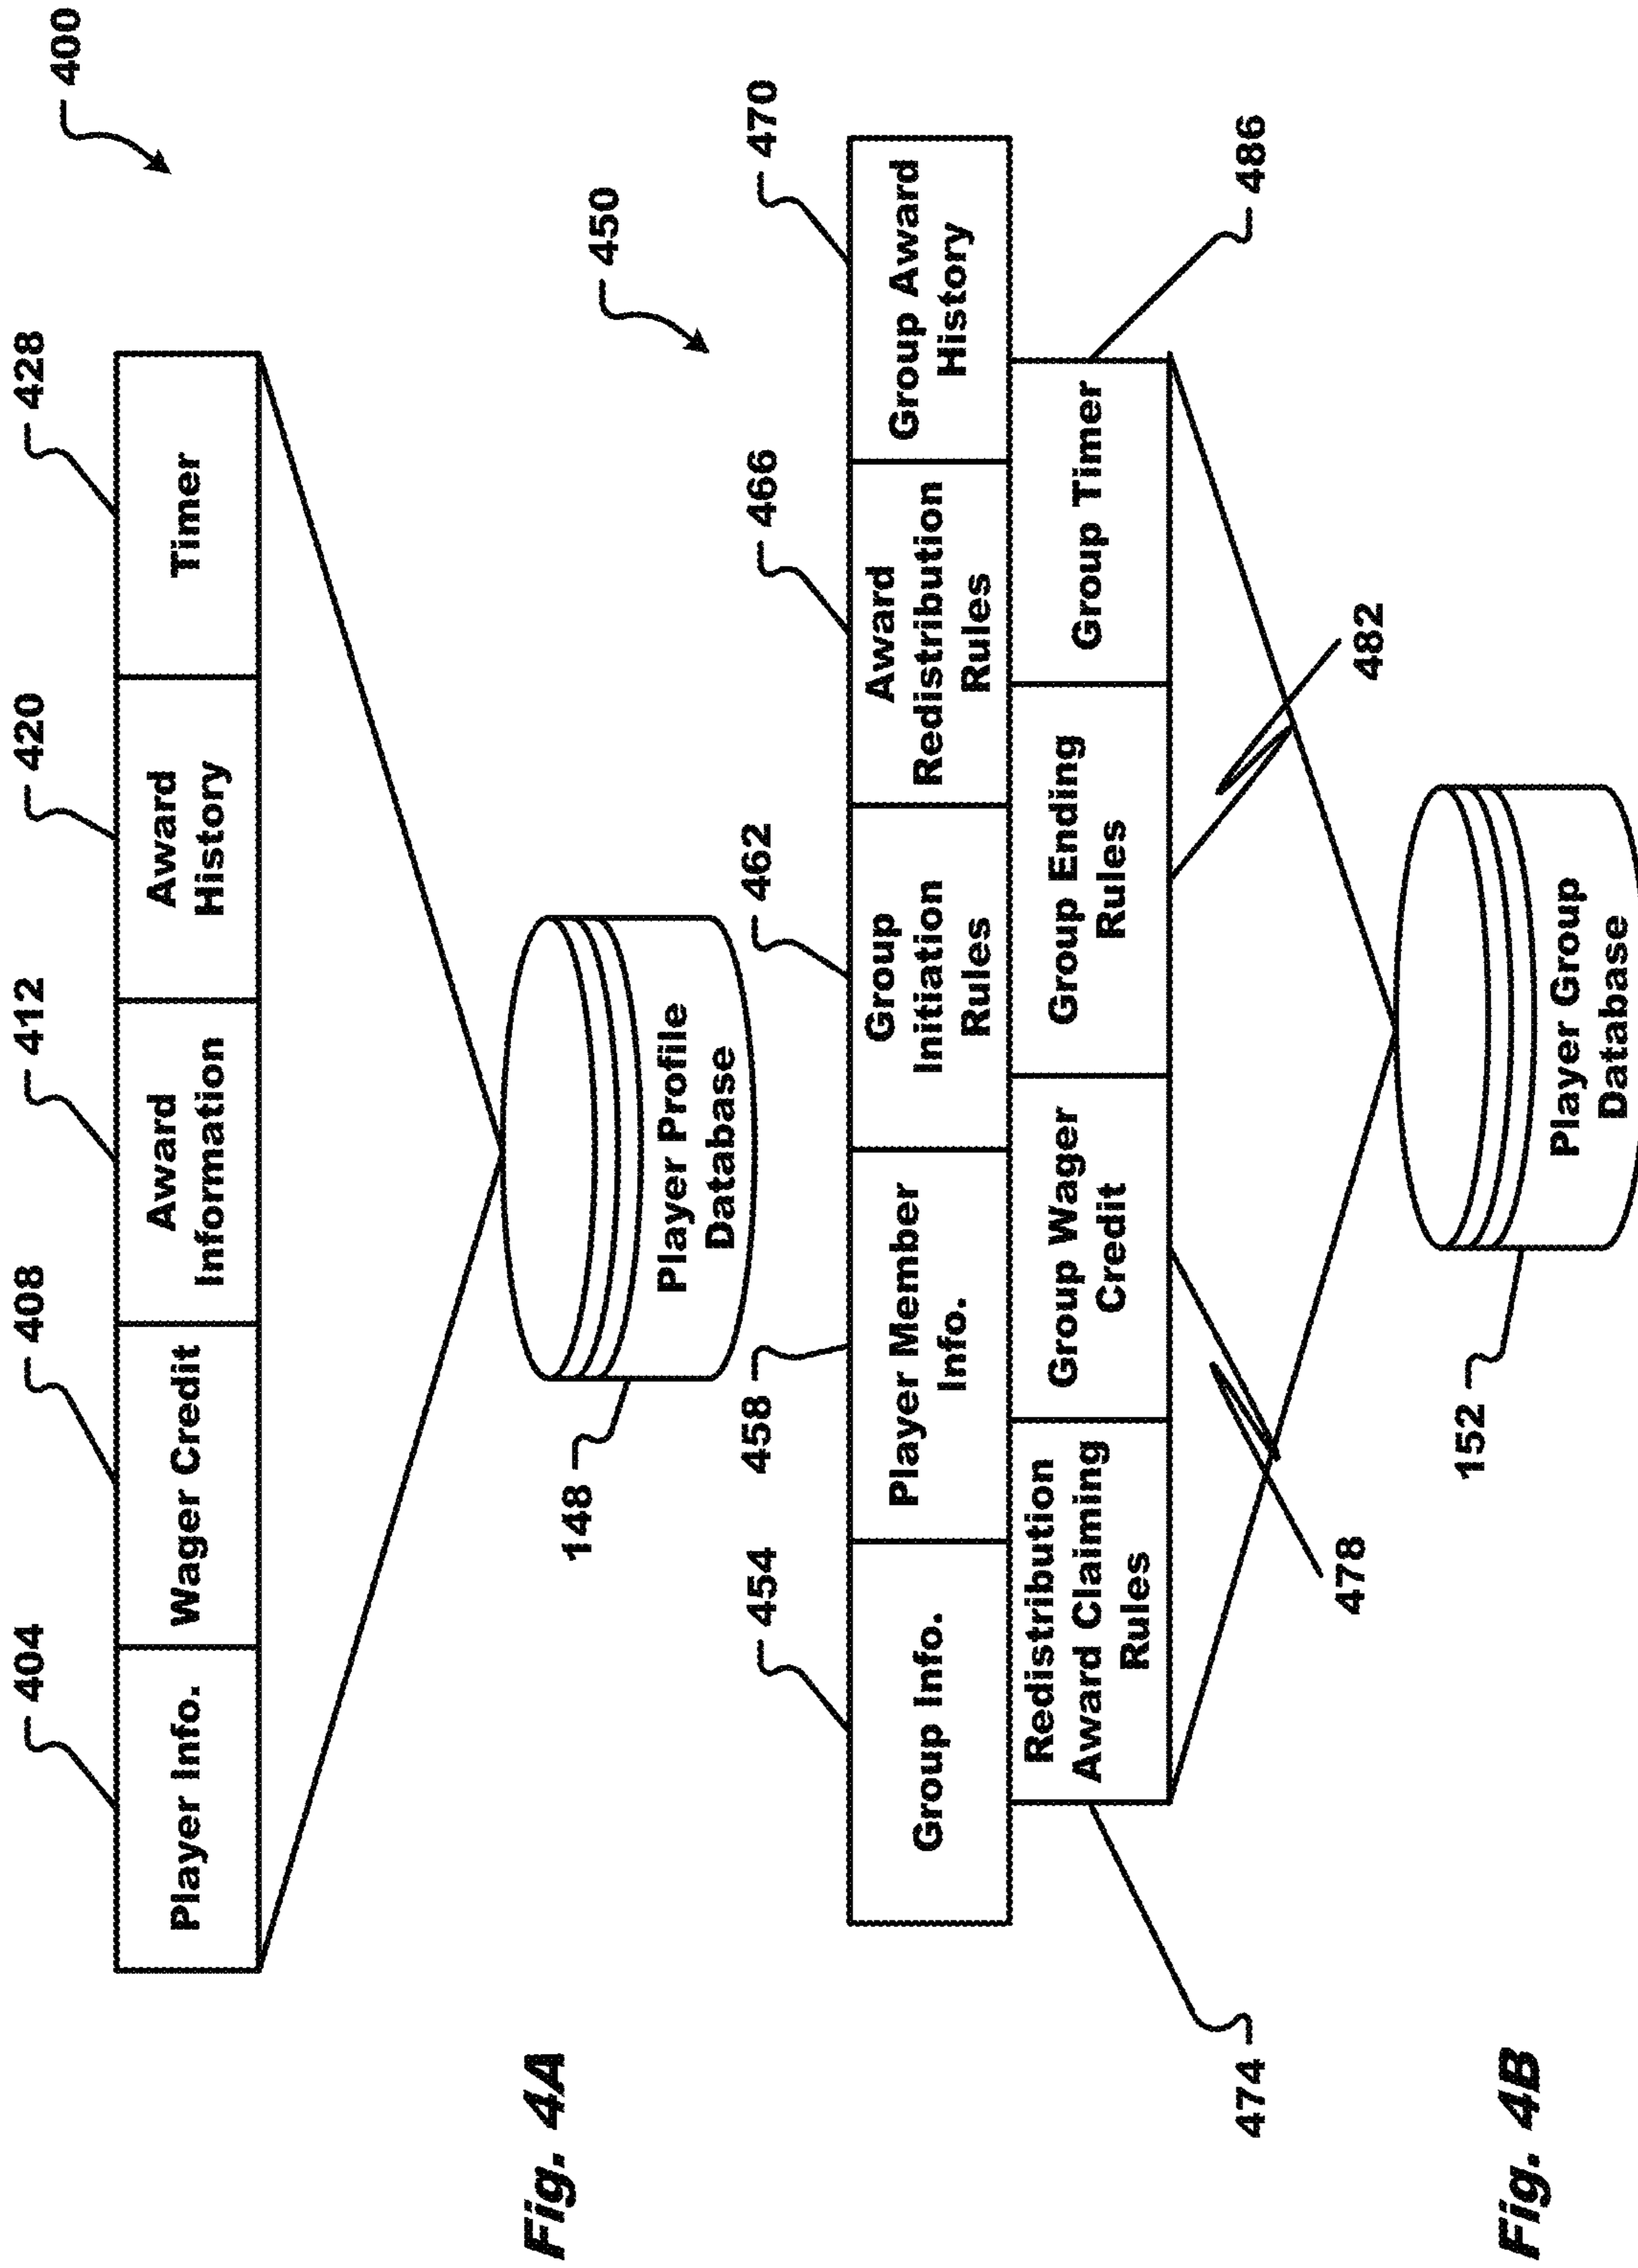 400
404
408
412
420
428
Player Info.
Wager Credit
Award
Information
Award
History
Timer
148
Player Profile
Database
Fig. 4A
450
454
458
462
466
470
Group Info.
Player Member
Info.
Group
Initiation
Rules
Award
Redistribution
Rules
Group Award
History
Redistribution
Award Claiming
Rules
Group Wager
Credit
Group Ending
Rules
Group Timer
474
478
482
486
152
Player Group
Database
Fig. 4B